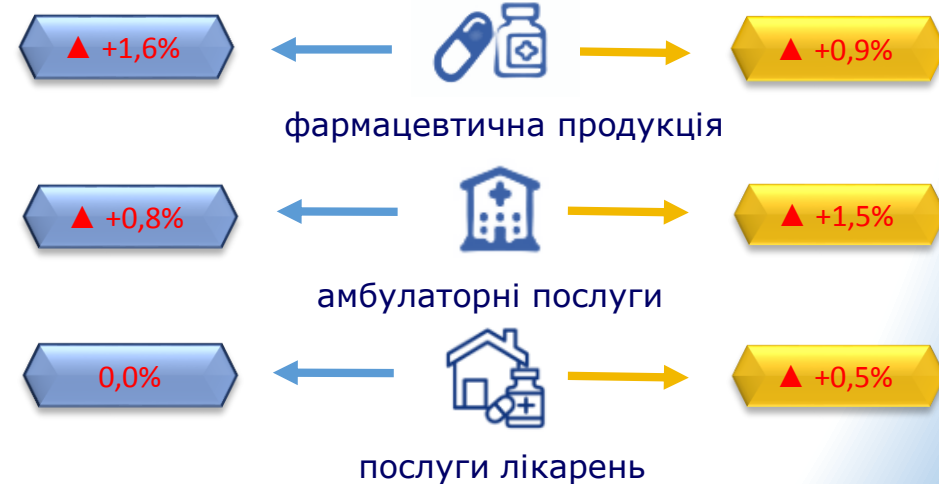 ▲ +1,6% ▲ +0,9%
фармацевтична продукція
▲ +0,8% ▲ +1,5%
амбулаторні послуги
0,0% ▲ +0,5%
послуги лікарень